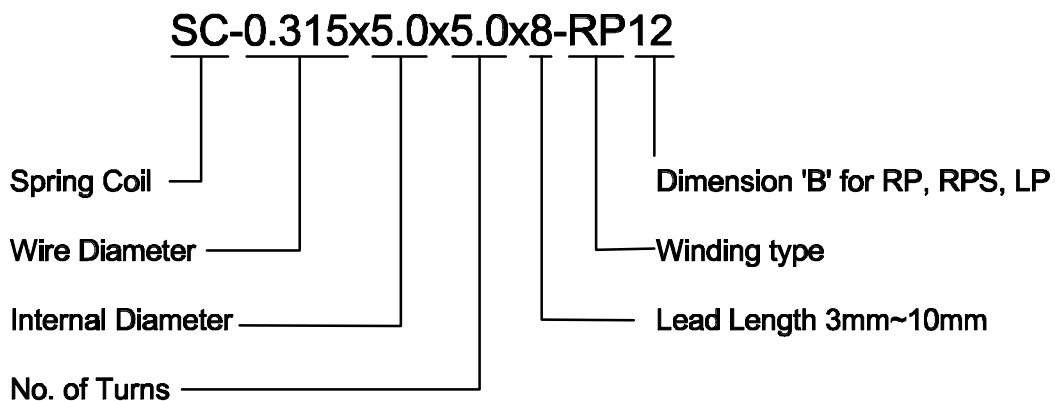 SC-0.315x5.0x5.0x8-RP12
Spring Coil
Dimension 'B' for RP, RPS, LP
Wire Diameter
Winding type
Internal Diameter
Lead Length 3mm~10mm
No. of Turns